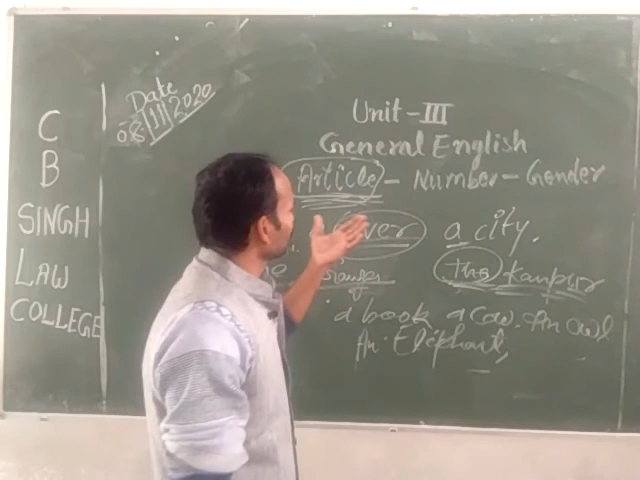 C
B
SINGH
LAW
COLLEGE
Date
08/11/2020
Unit-III
General English
Article - Number - Gender
a city.
the Kanpur
a book a Cow. An owl
An Elephant,